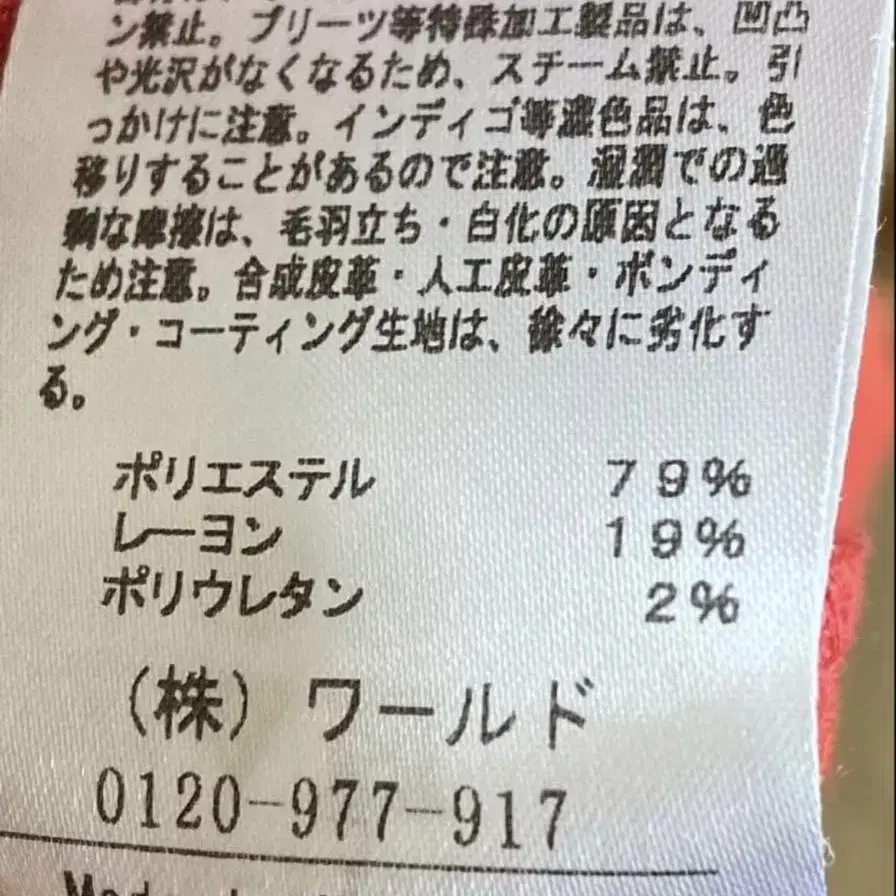 ン禁止。プリーツ等特殊加工製品は、凹凸
や光沢がなくなるため、スチーム禁止。引
っかけに注意。インディゴ等濃色品は、色
移りすることがあるので注意。湿潤での過
剰な摩擦は、毛羽立ち・白化の原因となる
ため注意。合成皮革・人工皮革・ボンディ
ング・コーティング生地は、徐々に劣化す
る。
ポリエステル 79%
レーヨン 19%
ポリウレタン 2%
(株) ワールド
0120-977-917